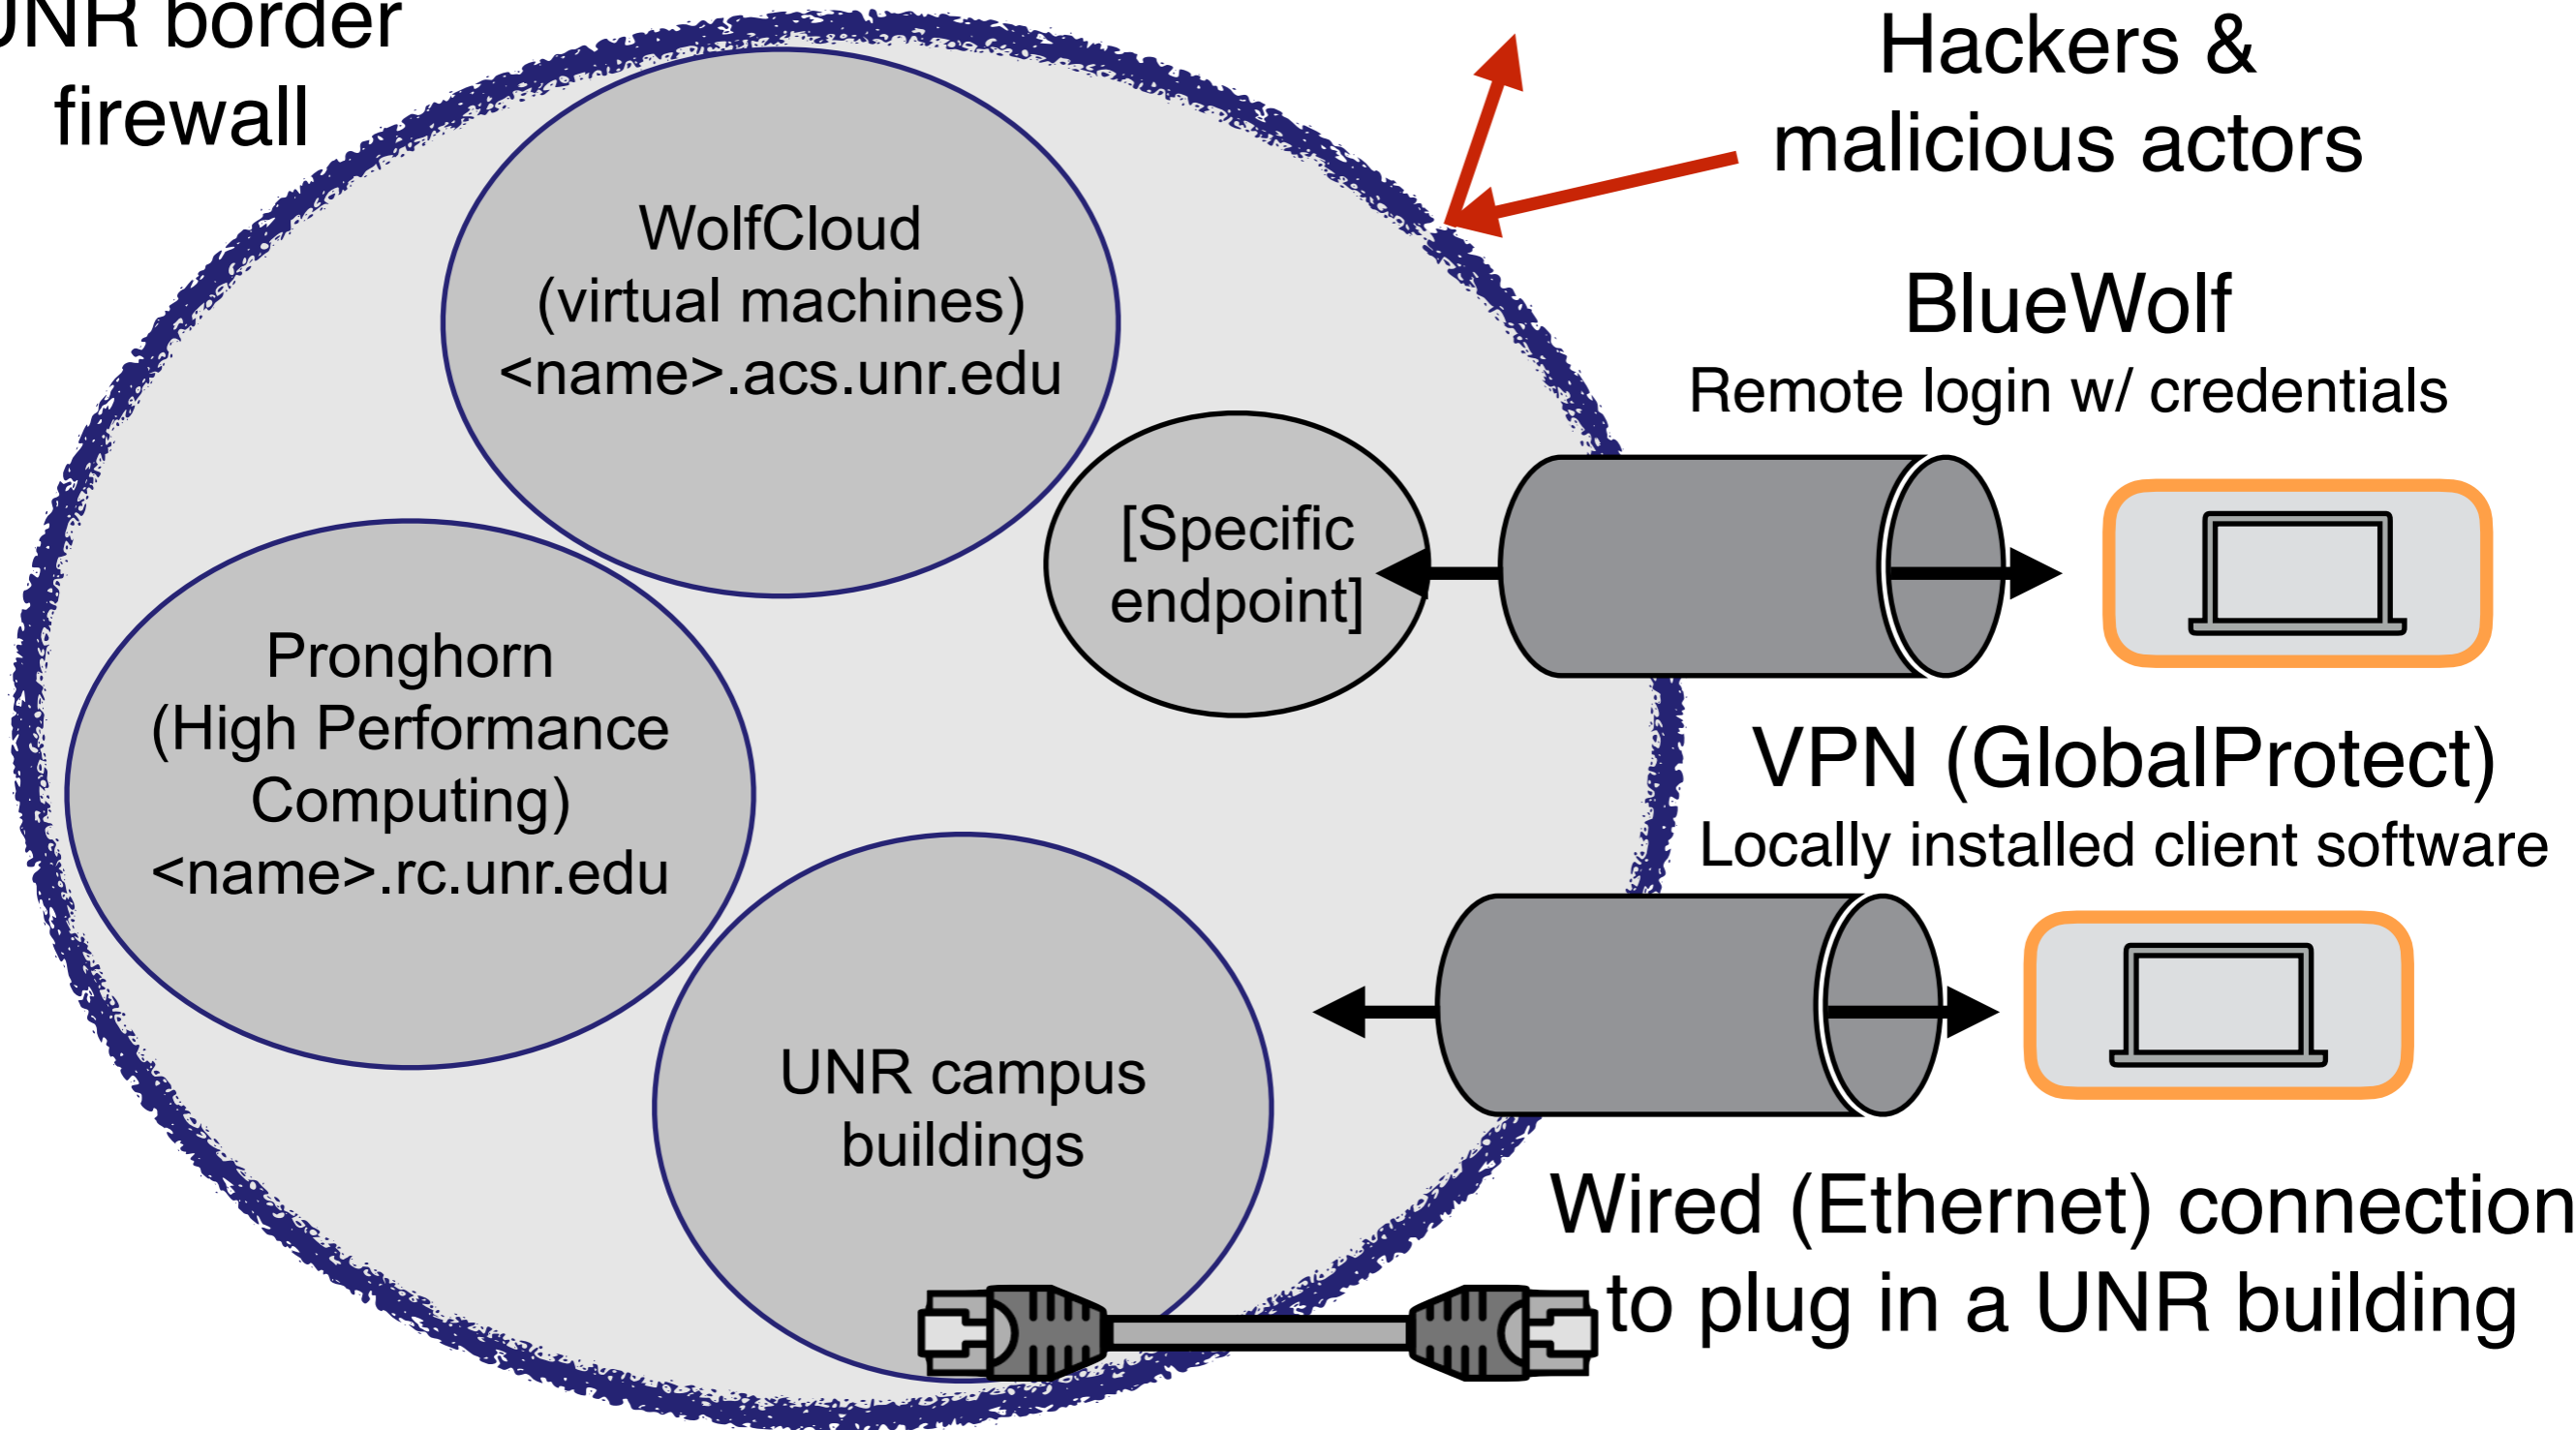 UNR border
firewall
Hackers &
malicious actors
WolfCloud
(virtual machines)
<name>.acs.unr.edu
BlueWolf
Remote login w/ credentials
[Specific
endpoint]
Pronghorn
(High Performance
Computing)
<name>.rc.unr.edu
VPN (GlobalProtect)
Locally installed client software
UNR campus
buildings
Wired (Ethernet) connection
to plug in a UNR building